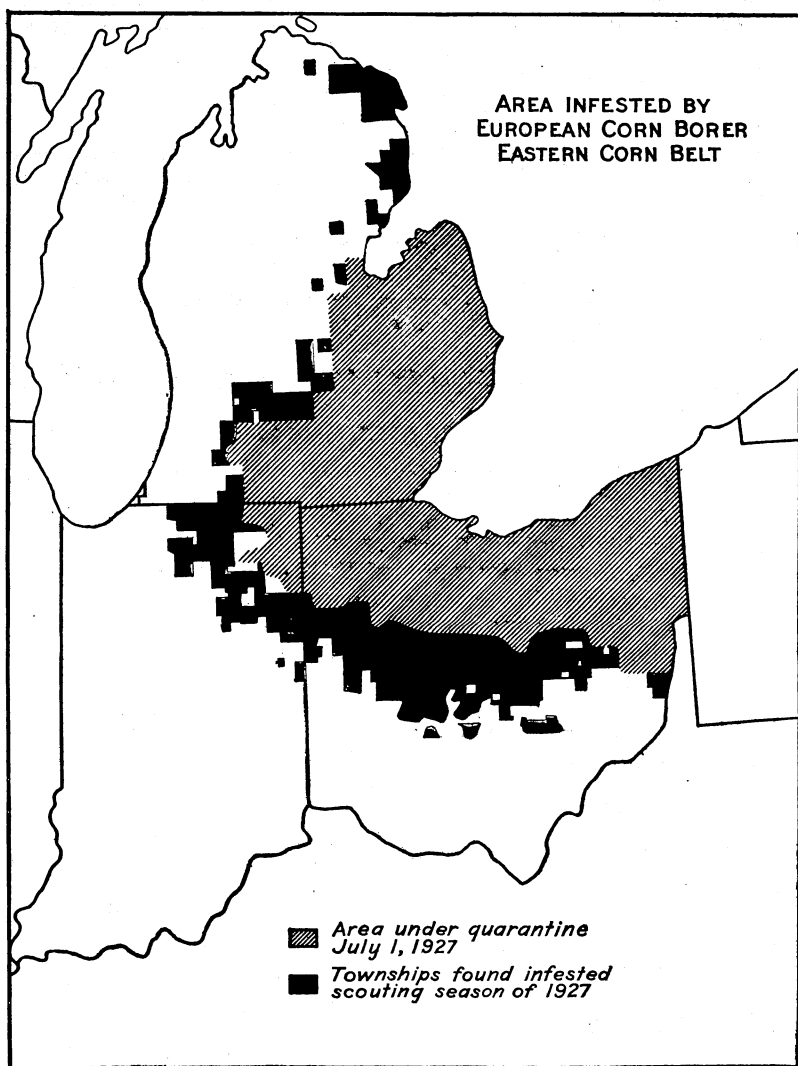 AREA INFESTED BY
EUROPEAN CORN BORER
EASTERN CORN BELT
Area under quarantine
July 1, 1927
Townships found infested
scouting season of 1927